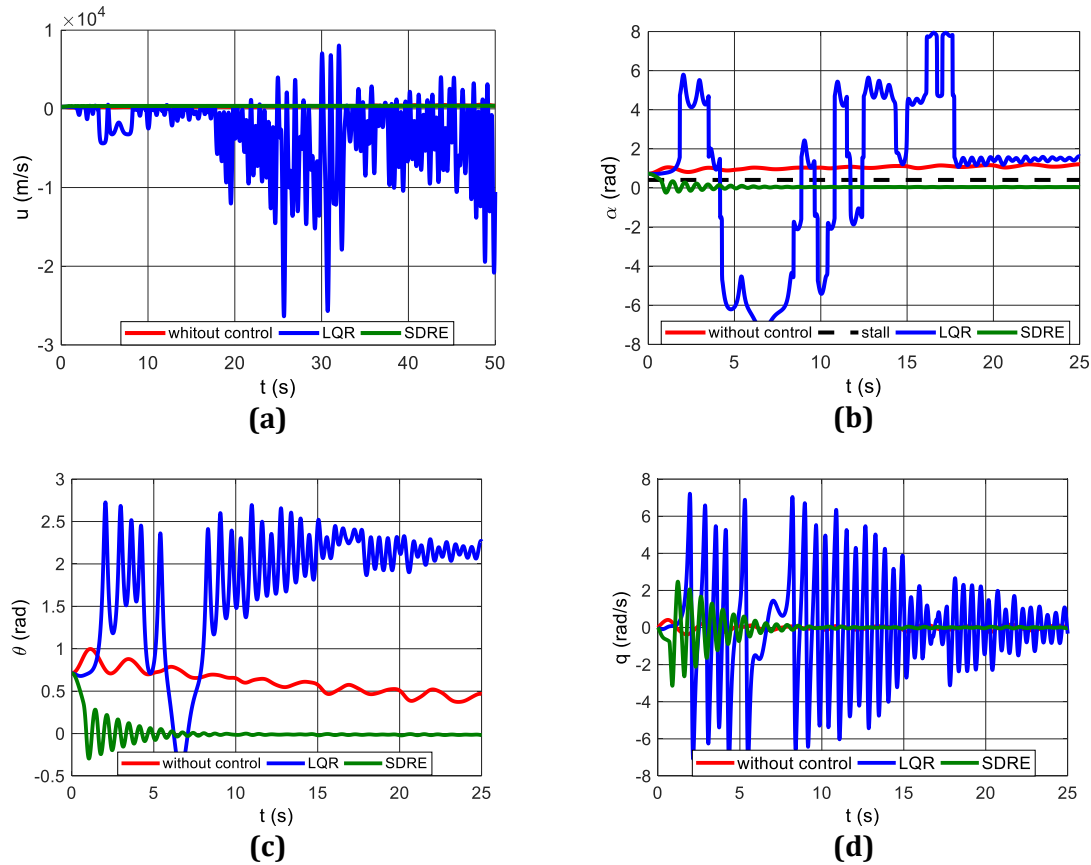 ×10⁴
1
0
-1
-2
-3
u (m/s)
0 10 20 30 40 50
t (s)
whitout control LQR SDRE
(a)
8
6
4
2
0
-2
-4
-6
-8
α (rad)
0 5 10 15 20 25
t (s)
without control stall LQR SDRE
(b)
3
2.5
2
1.5
1
0.5
0
-0.5
θ (rad)
0 5 10 15 20 25
t (s)
without control LQR SDRE
(c)
8
6
4
2
0
-2
-4
-6
-8
q (rad/s)
0 5 10 15 20 25
t (s)
without control LQR SDRE
(d)